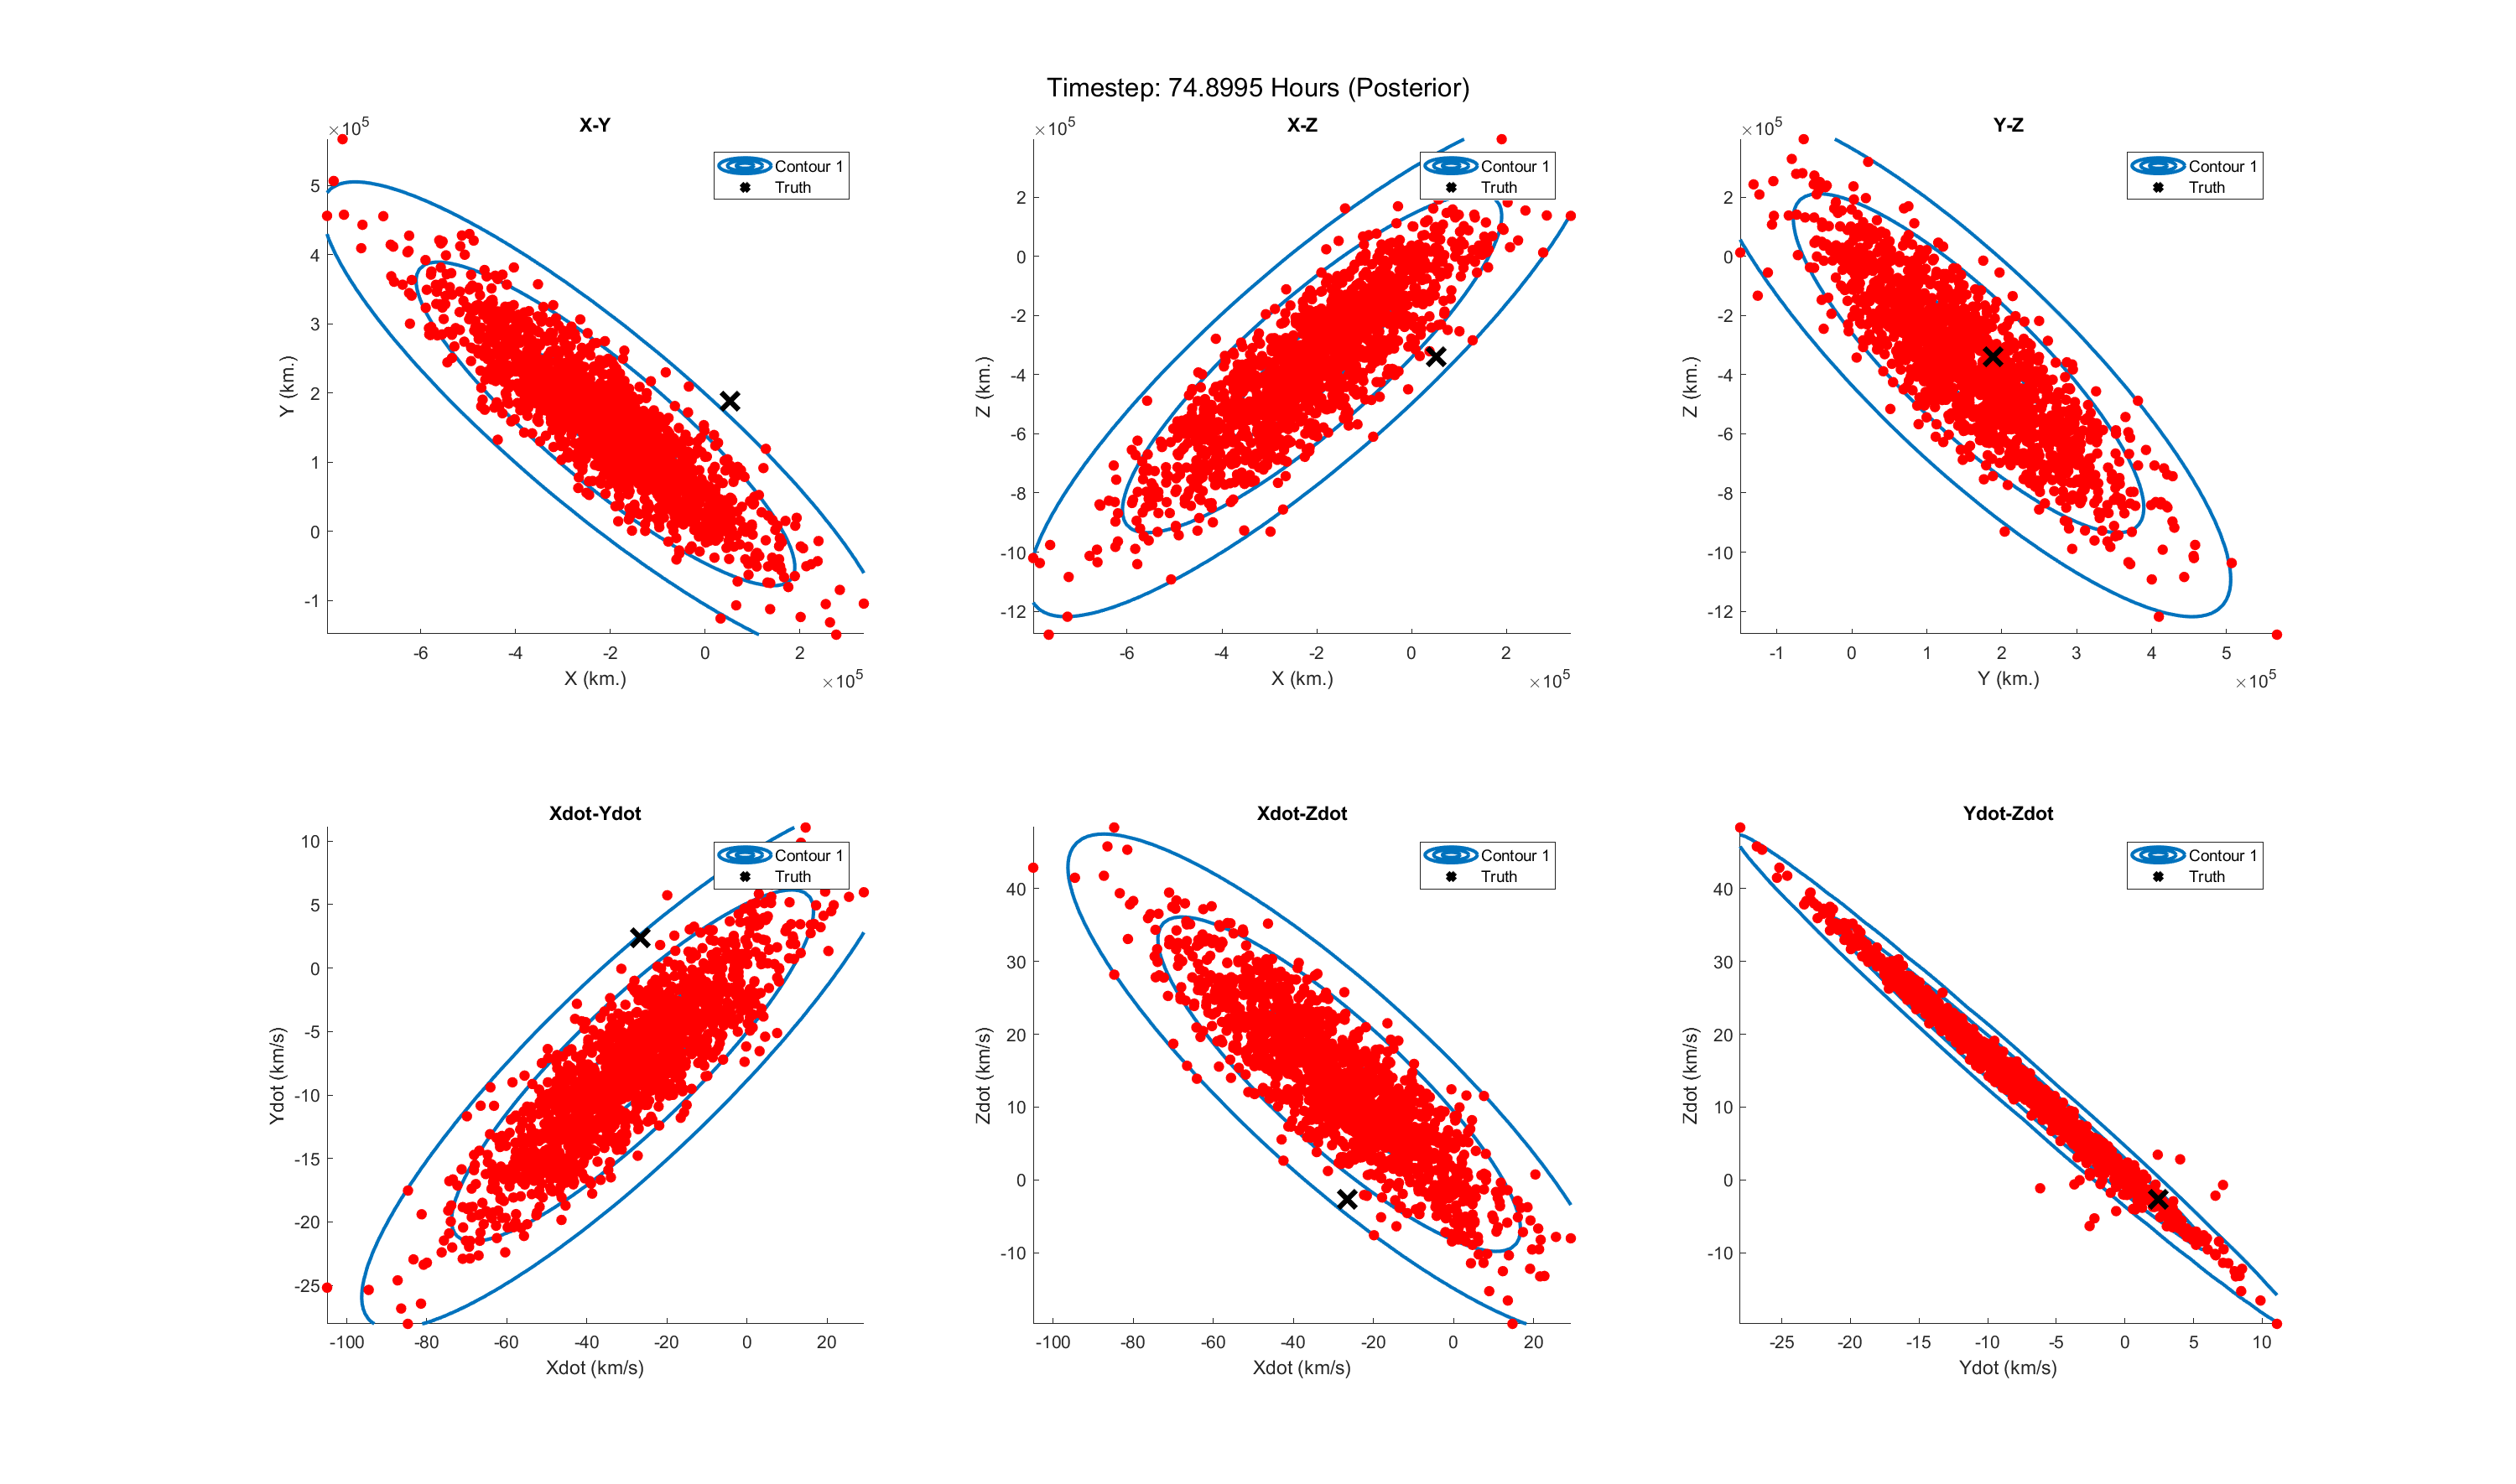 Timestep: 74.8995 Hours (Posterior)
X-Y
×10^5
Contour 1
Truth
5
4
3
2
1
0
-1
Y (km.)
-6 -4 -2 0 2
X (km.)
×10^5
X-Z
×10^5
Contour 1
Truth
2
0
-2
-4
-6
-8
-10
-12
Z (km.)
-6 -4 -2 0 2
X (km.)
×10^5
Y-Z
×10^5
Contour 1
Truth
2
0
-2
-4
-6
-8
-10
-12
Z (km.)
-1 0 1 2 3 4 5
Y (km.)
×10^5
Xdot-Ydot
Contour 1
Truth
10
5
0
-5
-10
-15
-20
-25
Ydot (km/s)
-100 -80 -60 -40 -20 0 20
Xdot (km/s)
Xdot-Zdot
Contour 1
Truth
40
30
20
10
0
-10
Zdot (km/s)
-100 -80 -60 -40 -20 0 20
Xdot (km/s)
Ydot-Zdot
Contour 1
Truth
40
30
20
10
0
-10
Zdot (km/s)
-25 -20 -15 -10 -5 0 5 10
Ydot (km/s)